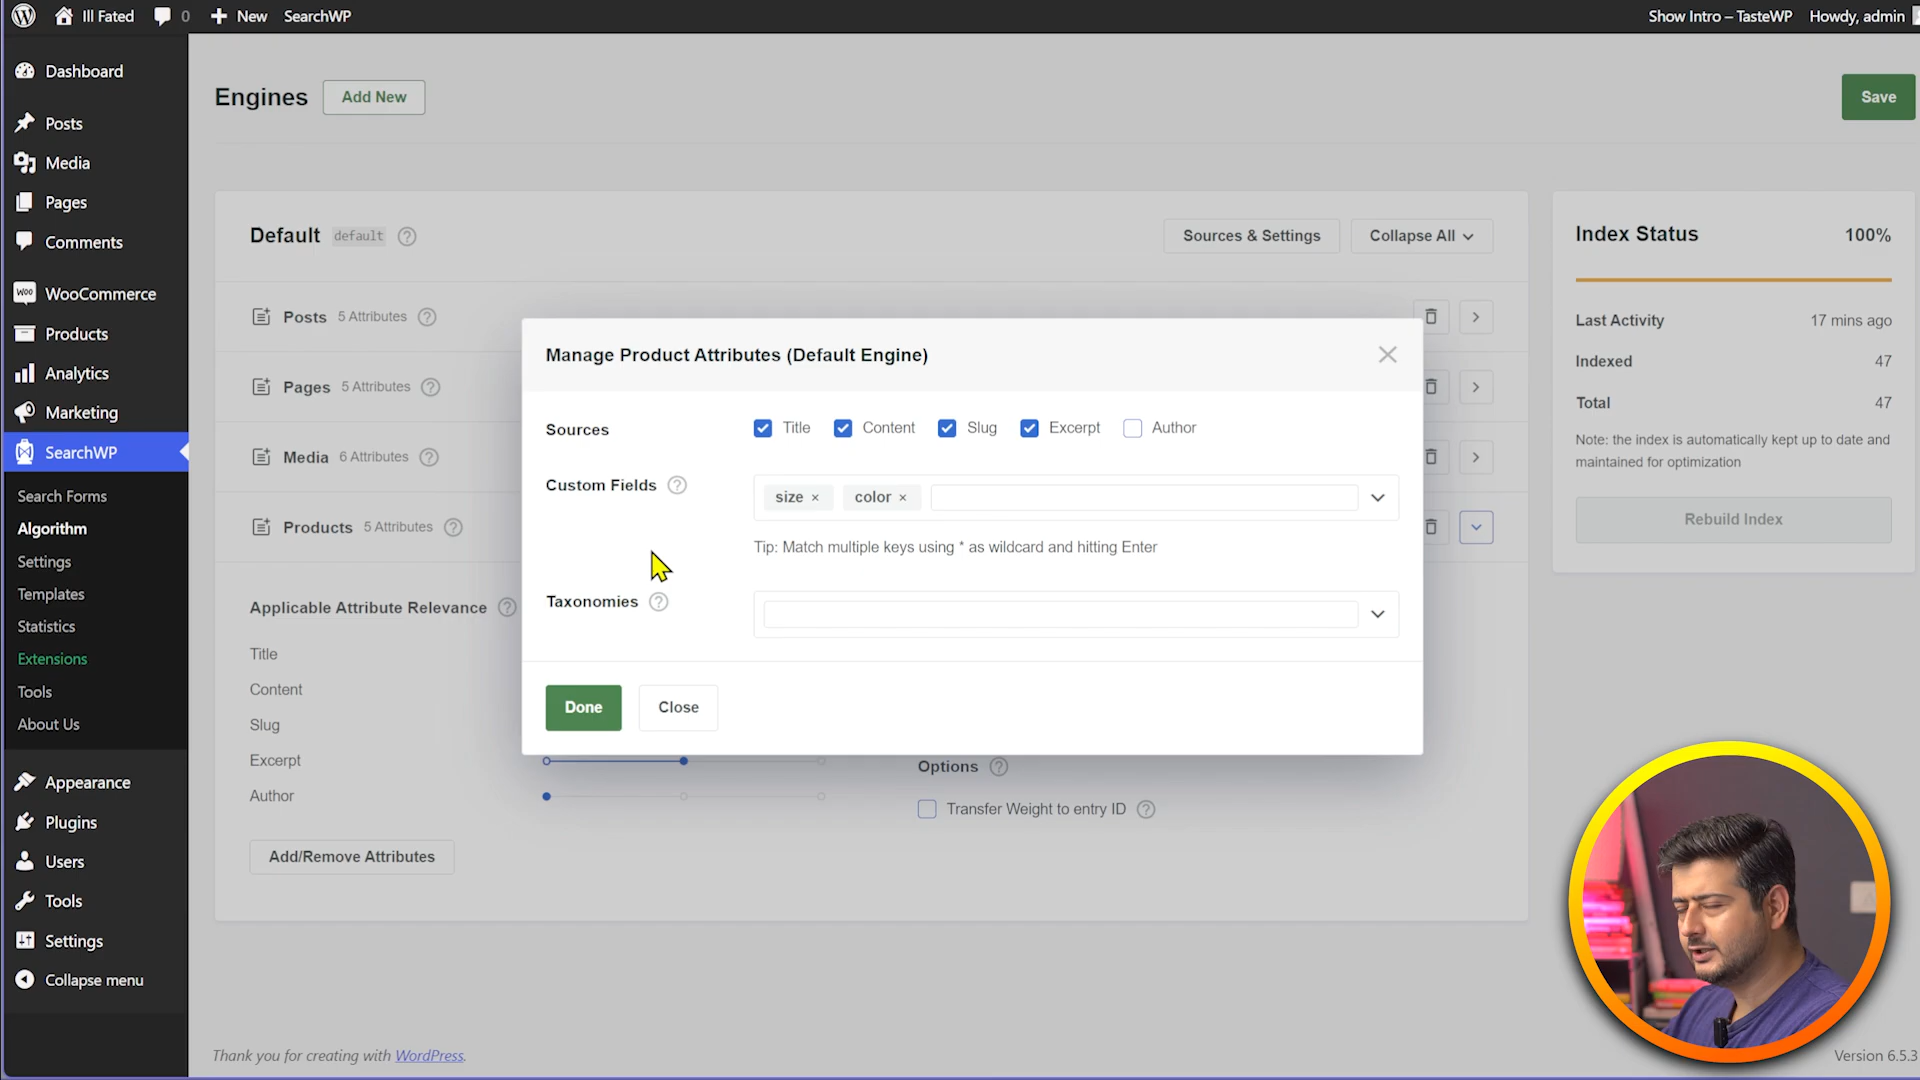 Ill Fated
0
New
SearchWP
Show Intro – TasteWP
Howdy, admin
Dashboard
Posts
Media
Pages
Comments
WooCommerce
Products
Analytics
Marketing
SearchWP
Search Forms
Algorithm
Settings
Templates
Statistics
Extensions
Tools
About Us
Appearance
Plugins
Users
Tools
Settings
Collapse menu
Engines
Add New
Save
Default default
Sources & Settings
Collapse All
Posts 5 Attributes
Pages 5 Attributes
Media 6 Attributes
Products 5 Attributes
Applicable Attribute Relevance
Title
Content
Slug
Excerpt
Author
Add/Remove Attributes
Manage Product Attributes (Default Engine)
Sources
Title Content Slug Excerpt Author
Custom Fields
size × color ×
Tip: Match multiple keys using * as wildcard and hitting Enter
Taxonomies
Done
Close
Options
Transfer Weight to entry ID
Index Status 100%
Last Activity 17 mins ago
Indexed 47
Total 47
Note: the index is automatically kept up to date and
maintained for optimization
Rebuild Index
Thank you for creating with WordPress.
Version 6.5.3